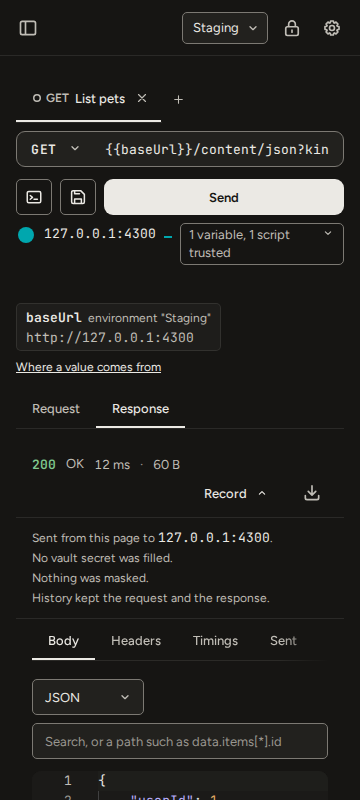 Staging
GET List pets
GET {{baseUrl}}/content/json?kin
Send
127.0.0.1:4300
1 variable, 1 script
trusted
baseUrl environment "Staging"
http://127.0.0.1:4300
Where a value comes from
Request Response
200 OK 12 ms · 60 B
Record
Sent from this page to 127.0.0.1:4300.
No vault secret was filled.
Nothing was masked.
History kept the request and the response.
Body Headers Timings Sent
JSON
Search, or a path such as data.items[*].id
1 {
2 "userId": 1